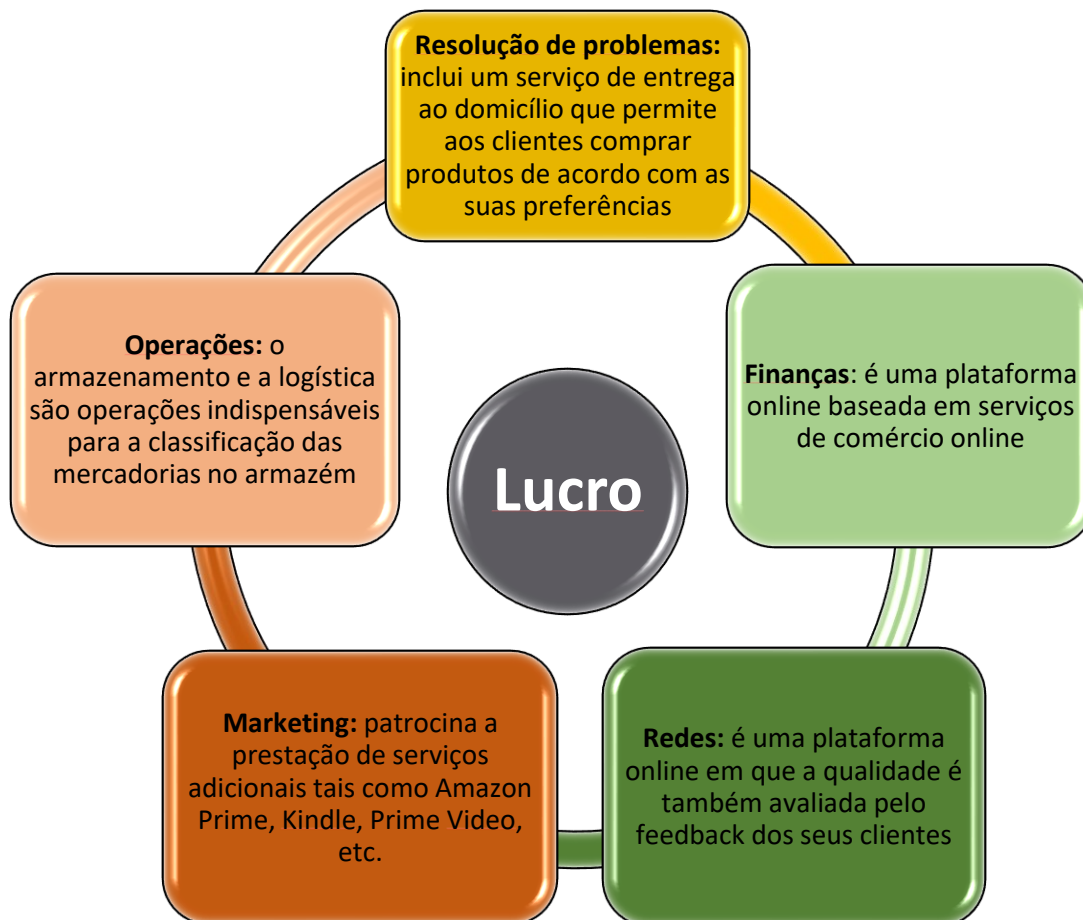 Resolução de problemas:
inclui um serviço de entrega
ao domicílio que permite
aos clientes comprar
produtos de acordo com as
suas preferências
Finanças: é uma plataforma
online baseada em serviços
de comércio online
Redes: é uma plataforma
online em que a qualidade é
também avaliada pelo
feedback dos seus clientes
Marketing: patrocina a
prestação de serviços
adicionais tais como Amazon
Prime, Kindle, Prime Video,
etc.
Operações: o
armazenamento e a logística
são operações indispensáveis
para a classificação das
mercadorias no armazém
Lucro